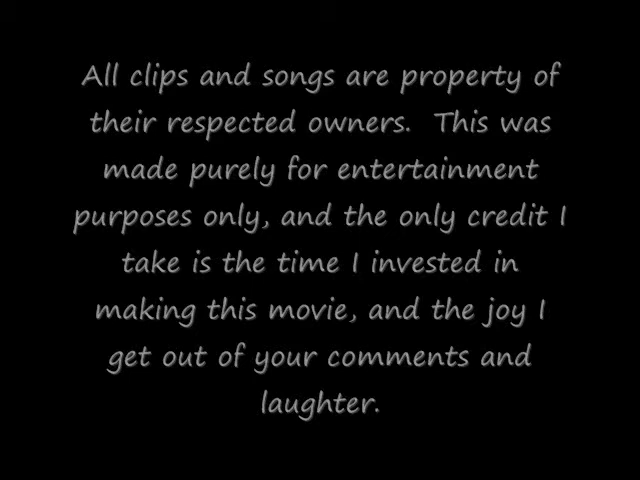 All clips and songs are property of
their respected owners.  This was
made purely for entertainment
purposes only, and the only credit I
take is the time I invested in
making this movie, and the joy I
get out of your comments and
laughter.